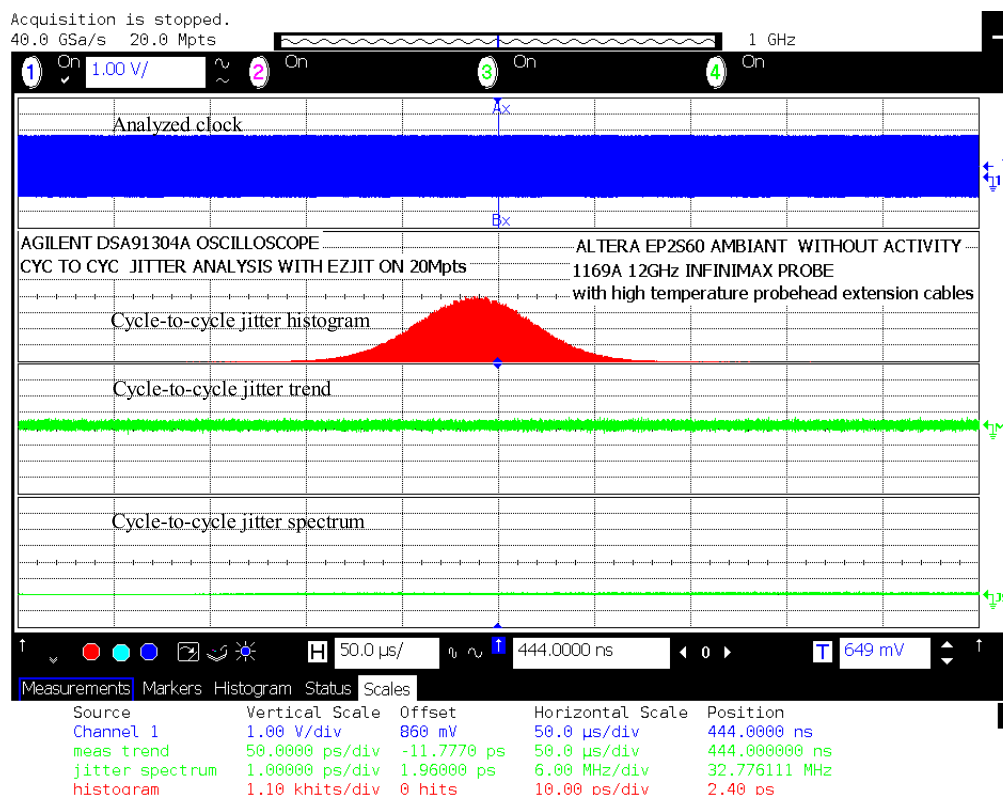 Acquisition is stopped.
40.0 GSa/s 20.0 Mpts 1 GHz
1 On 1.00 V/ 2 On 3 On 4 On
Ax
Analyzed clock
1
Bx
AGILENT DSA91304A OSCILLOSCOPE
CYC TO CYC JITTER ANALYSIS WITH EZJIT ON 20Mpts
ALTERA EP2S60 AMBIANT WITHOUT ACTIVITY
1169A 12GHz INFINIMAX PROBE
with high temperature probehead extension cables
Cycle-to-cycle jitter histogram
Cycle-to-cycle jitter trend
Cycle-to-cycle jitter spectrum
H 50.0 µs/ 444.0000 ns 0 T 649 mV
Measurements Markers Histogram Status Scales
Source Vertical Scale Offset Horizontal Scale Position
Channel 1 1.00 V/div 860 mV 50.0 µs/div 444.0000 ns
meas trend 50.0000 ps/div -11.7770 ps 50.0 µs/div 444.000000 ns
jitter spectrum 1.00000 ps/div 1.96000 ps 6.00 MHz/div 32.776111 MHz
histogram 1.10 khits/div 0 hits 10.00 ps/div 2.40 ps